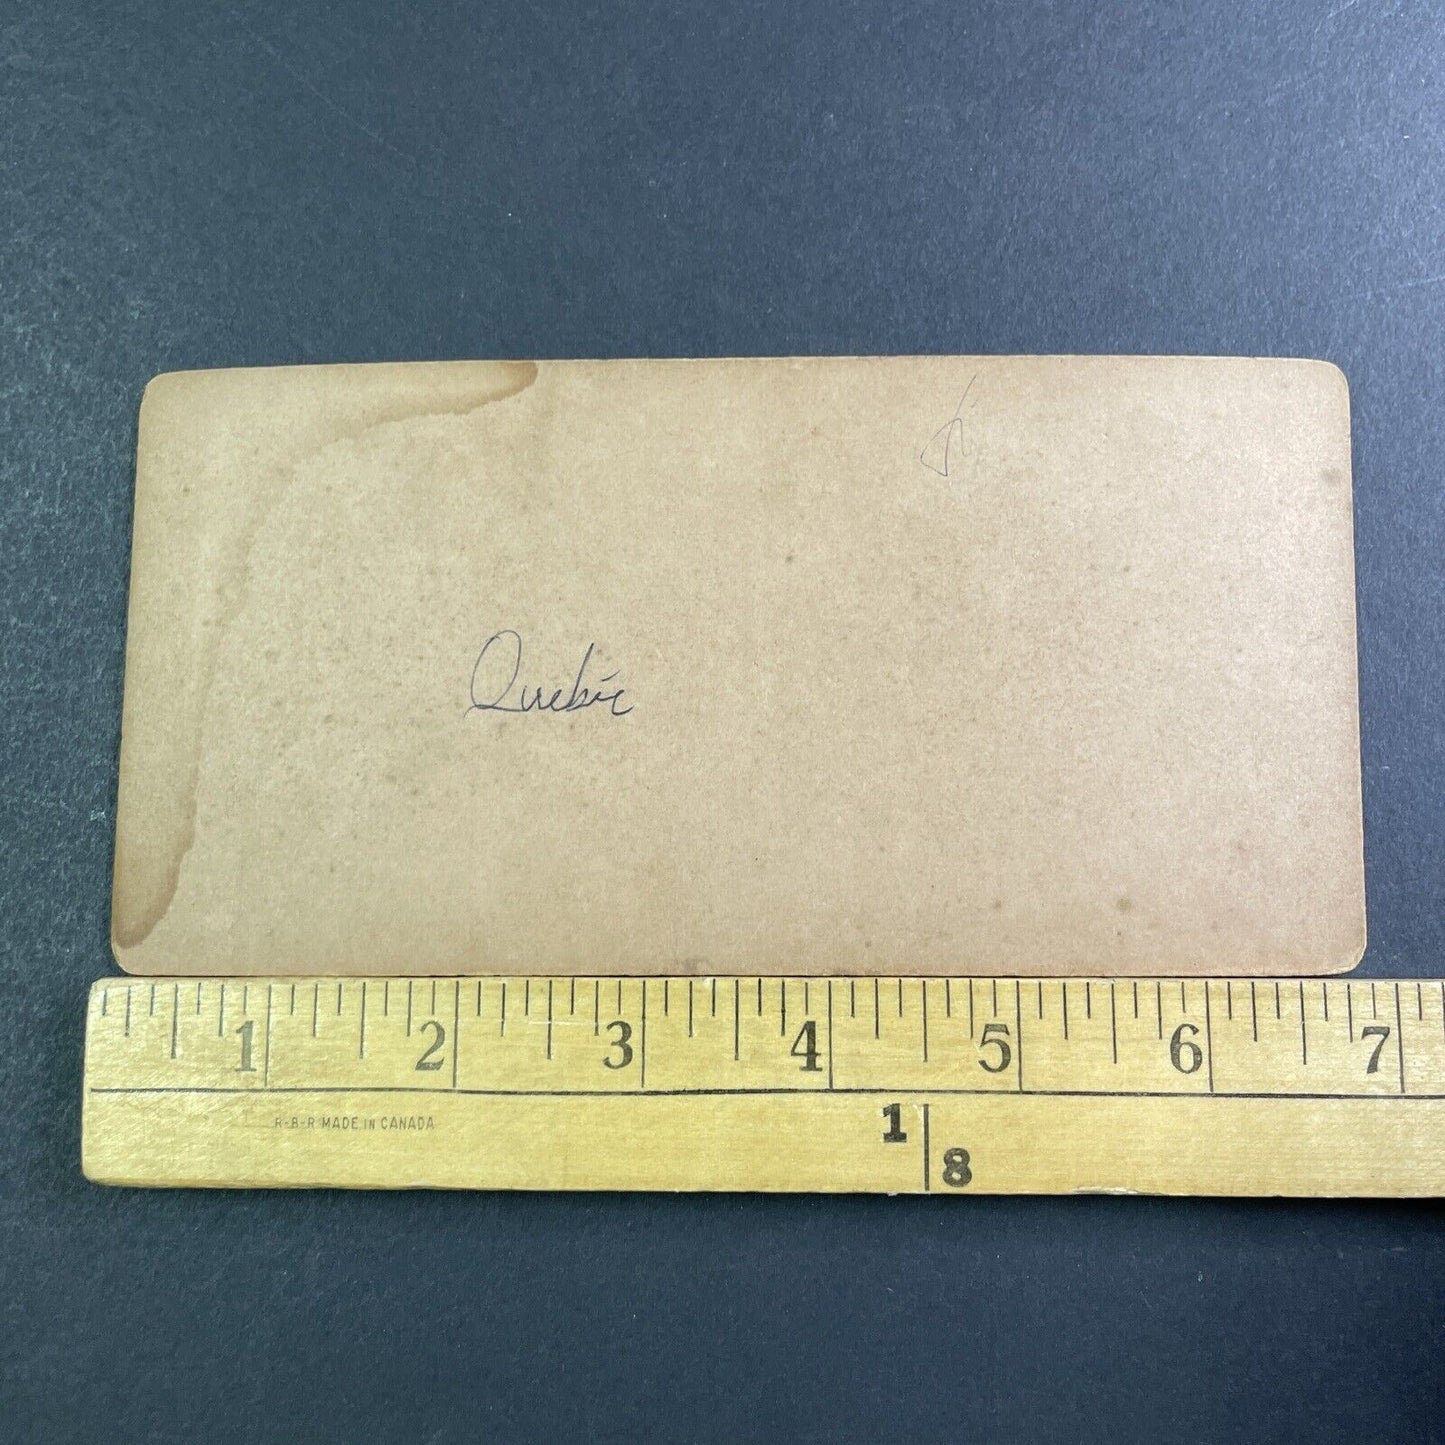 Quebec
1 2 3 4 5 6 7
R-B-R MADE IN CANADA
1
8